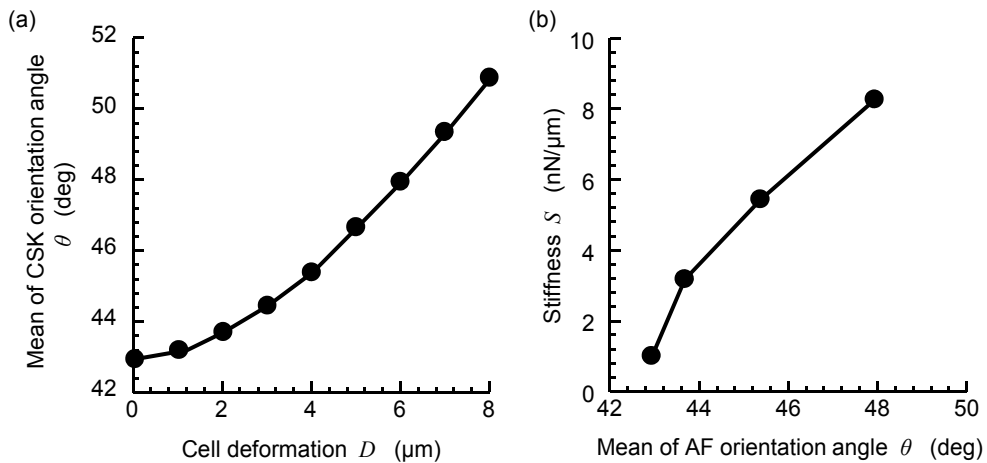 (a)
52
50
48
46
44
42
Mean of CSK orientation angle
θ (deg)
0 2 4 6 8
Cell deformation D (μm)
(b)
10
8
6
4
2
0
Stiffness S (nN/μm)
42 44 46 48 50
Mean of AF orientation angle θ (deg)